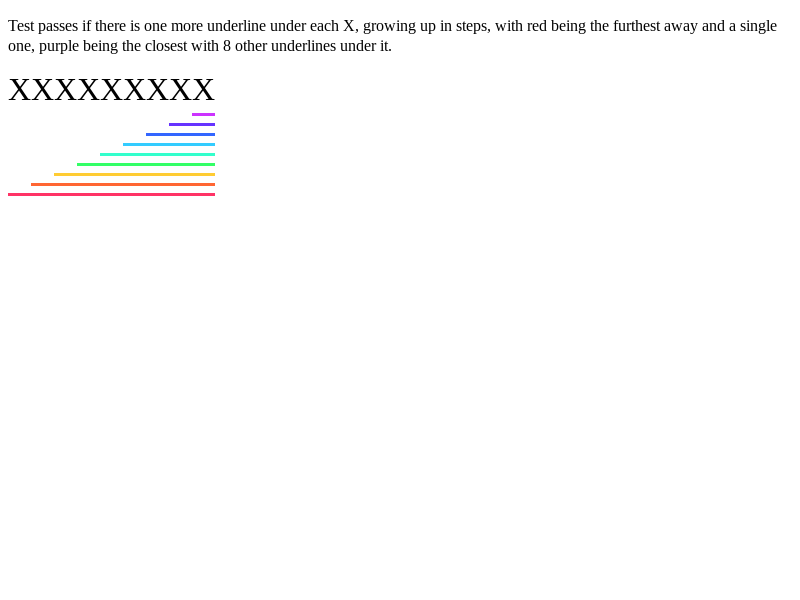 Test passes if there is one more underline under each X, growing up in steps, with red being the furthest away and a single
one, purple being the closest with 8 other underlines under it.
XXXXXXXXX